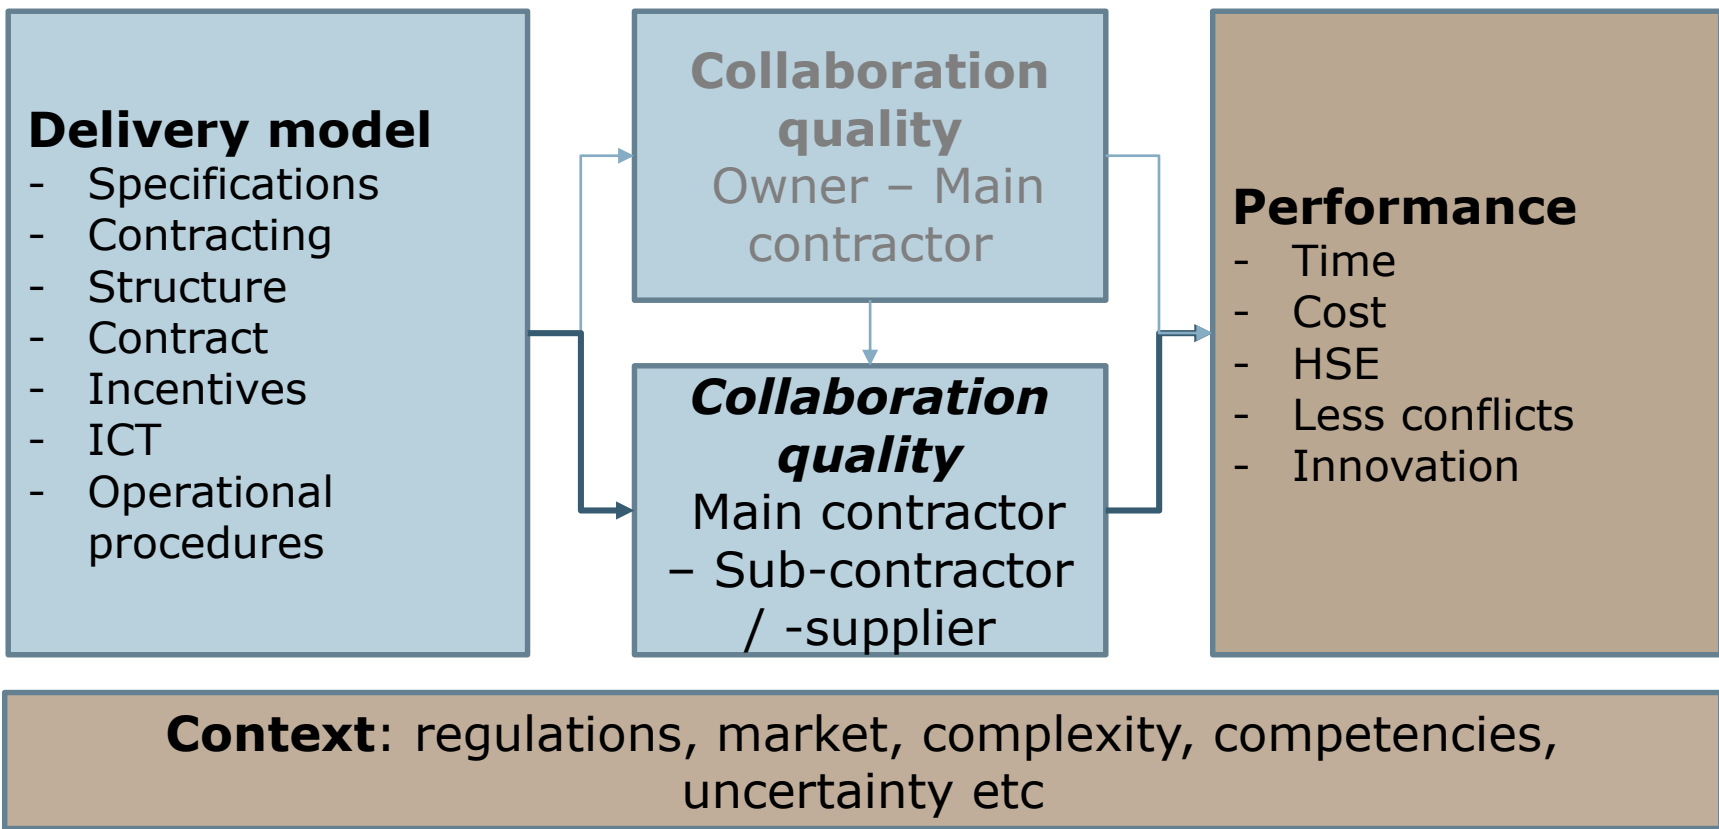 Delivery model
- Specifications
- Contracting
- Structure
- Contract
- Incentives
- ICT
- Operational
procedures
Collaboration
quality
Owner – Main
contractor
Collaboration
quality
Main contractor
– Sub-contractor
/ -supplier
Performance
- Time
- Cost
- HSE
- Less conflicts
- Innovation
Context: regulations, market, complexity, competencies,
uncertainty etc